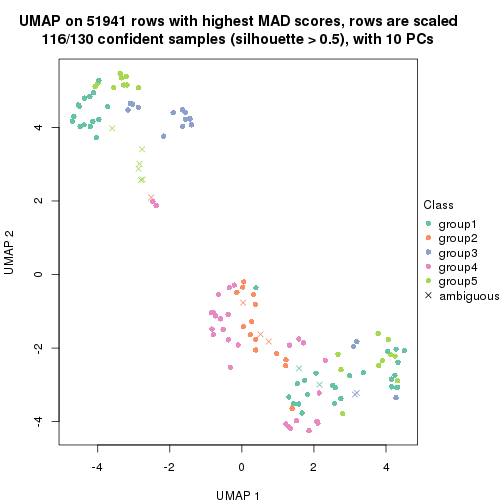 UMAP on 51941 rows with highest MAD scores, rows are scaled
116/130 confident samples (silhouette > 0.5), with 10 PCs
4
2
0
-2
-4
UMAP 2
-4
-2
0
2
4
UMAP 1
Class
group1
group2
group3
group4
group5
ambiguous